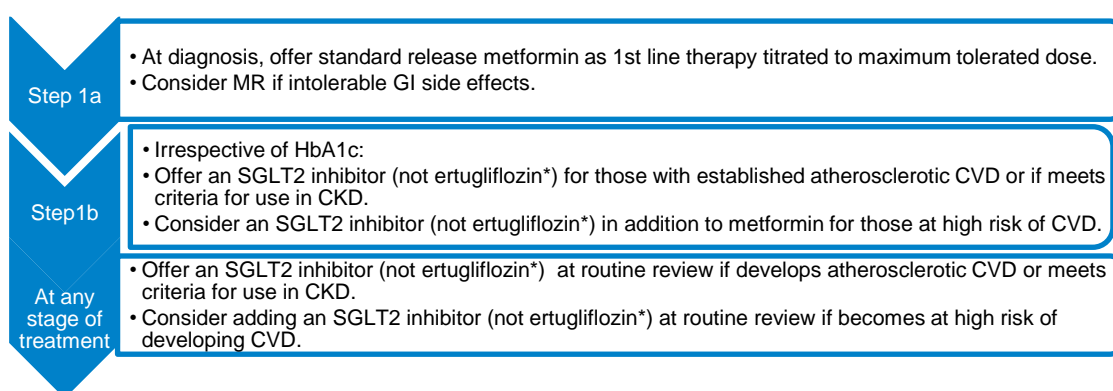 Step 1a
• At diagnosis, offer standard release metformin as 1st line therapy titrated to maximum tolerated dose.
• Consider MR if intolerable GI side effects.
Step1b
• Irrespective of HbA1c:
• Offer an SGLT2 inhibitor (not ertugliflozin*) for those with established atherosclerotic CVD or if meets
criteria for use in CKD.
• Consider an SGLT2 inhibitor (not ertugliflozin*) in addition to metformin for those at high risk of CVD.
At any
stage of
treatment
• Offer an SGLT2 inhibitor (not ertugliflozin*) at routine review if develops atherosclerotic CVD or meets
criteria for use in CKD.
• Consider adding an SGLT2 inhibitor (not ertugliflozin*) at routine review if becomes at high risk of
developing CVD.